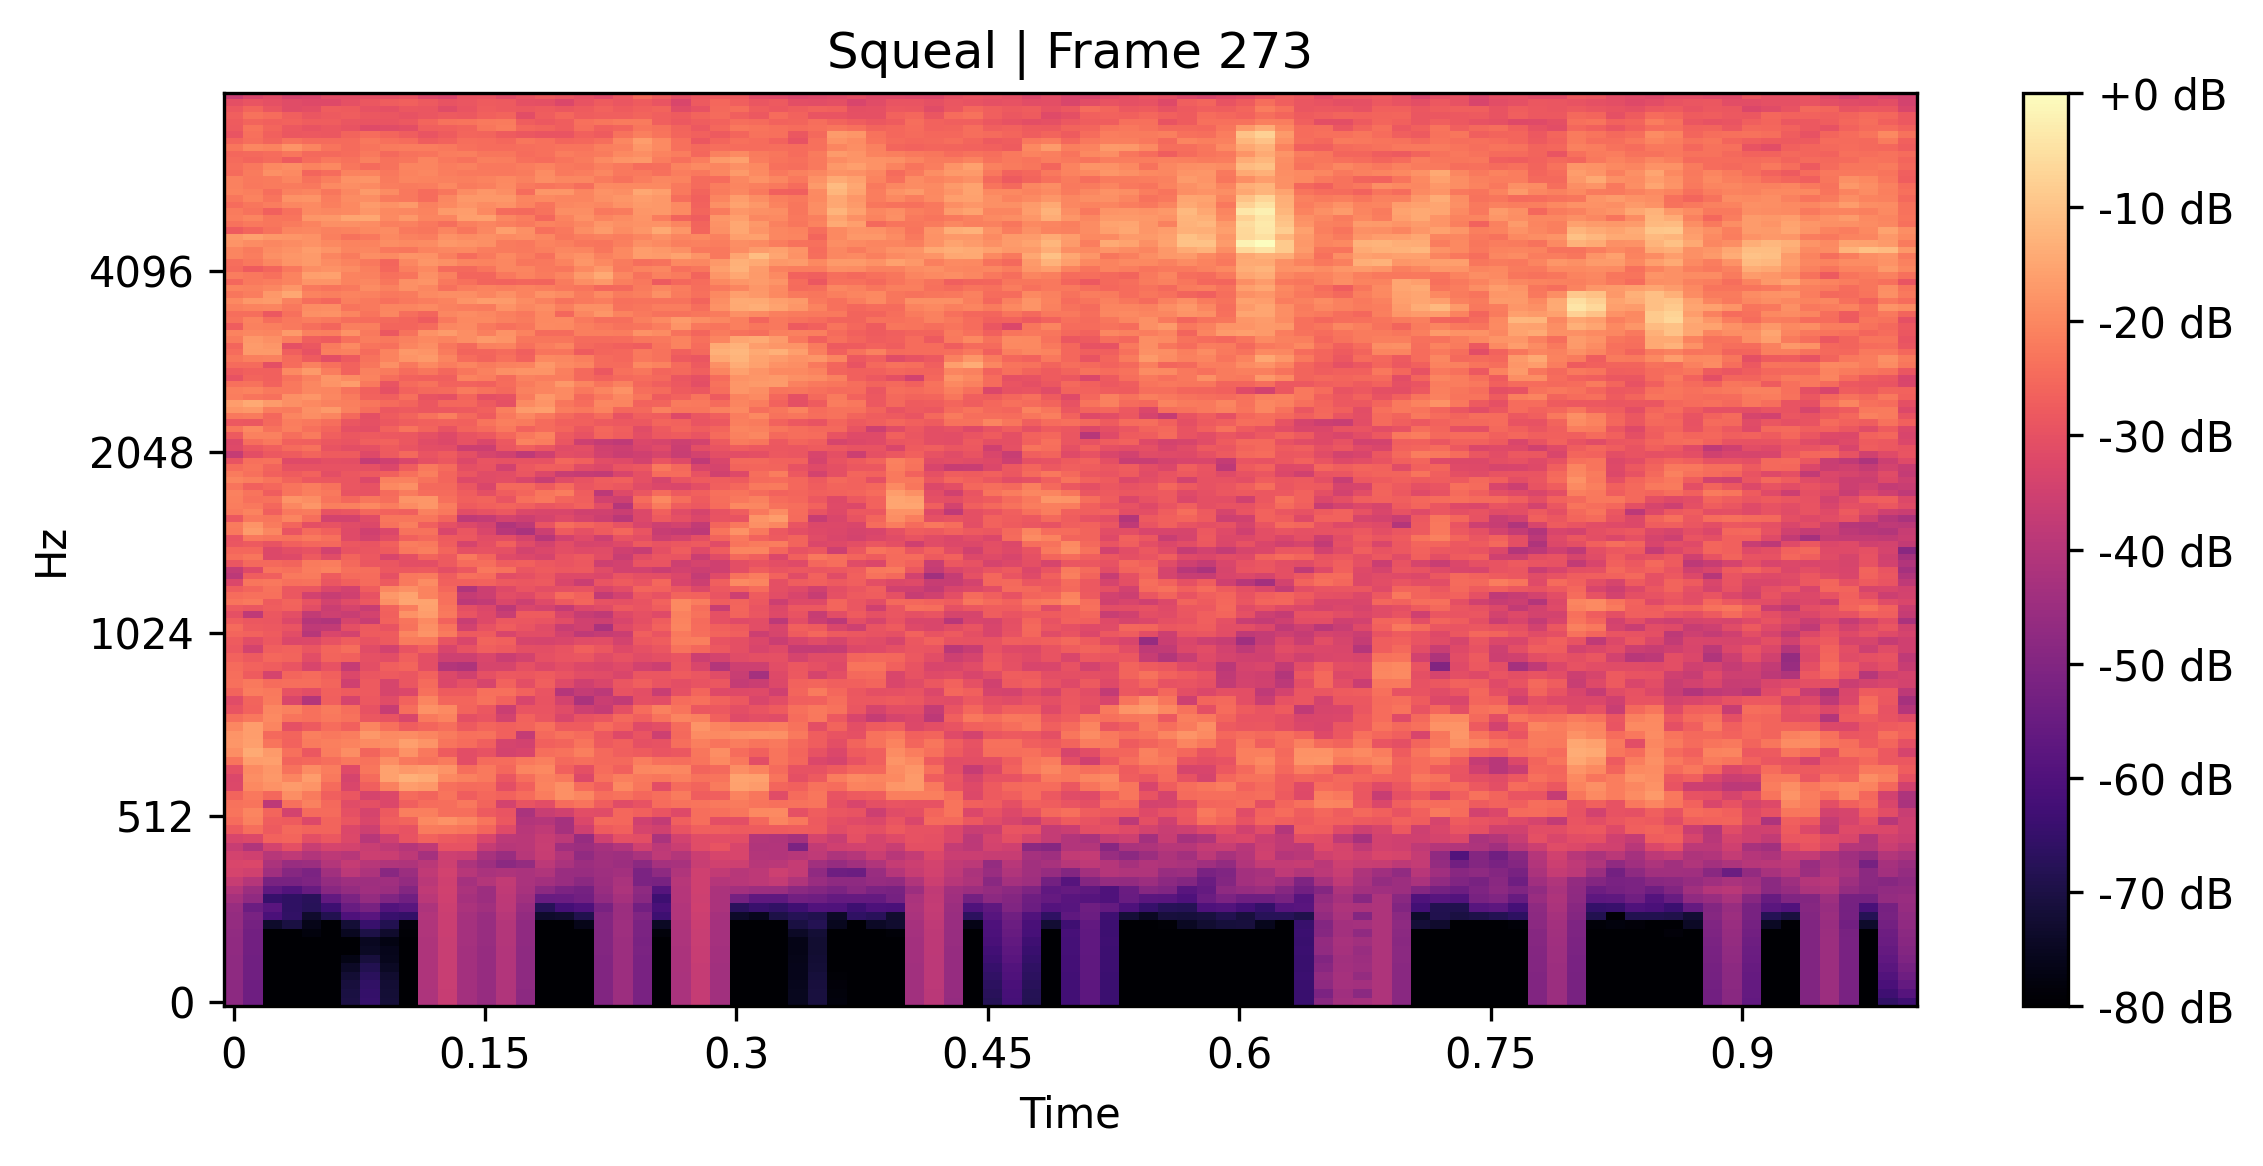 Squeal | Frame 273
+0 dB
-10 dB
-20 dB
-30 dB
-40 dB
-50 dB
-60 dB
-70 dB
-80 dB
Hz
4096
2048
1024
512
0
0 0.15 0.3 0.45 0.6 0.75 0.9
Time